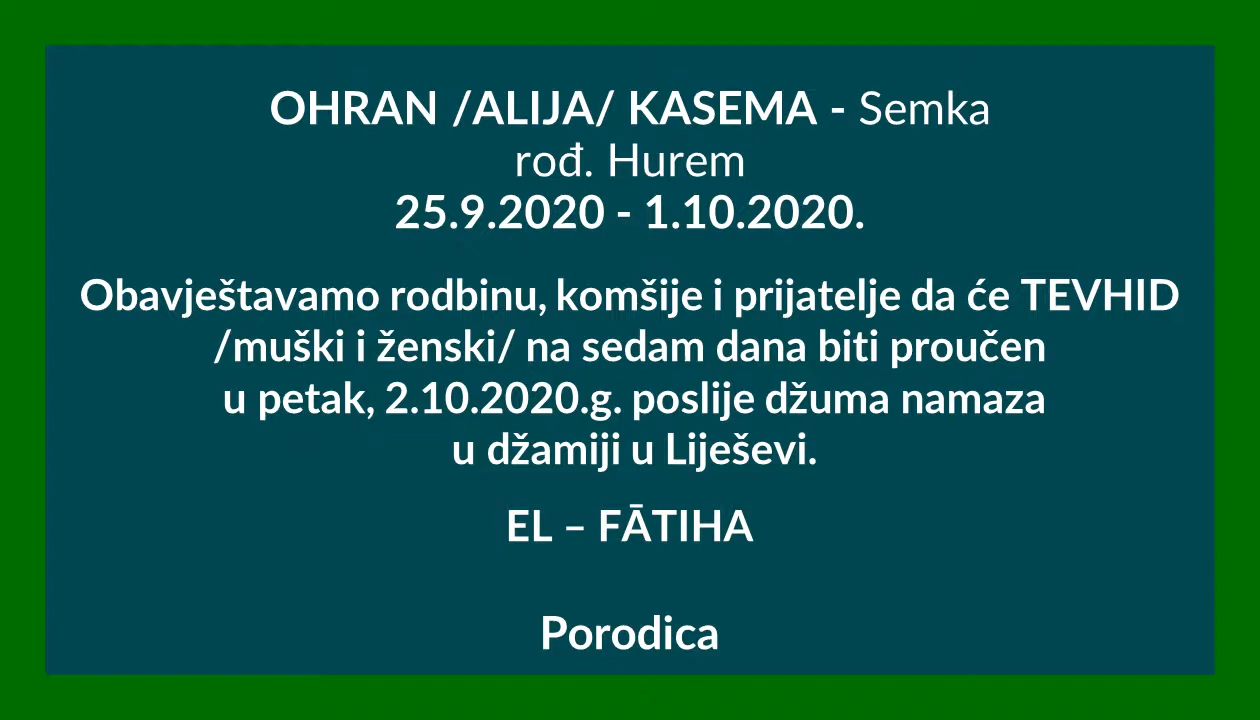 OHRAN /ALIJA/ KASEMA - Semka
rođ. Hurem
25.9.2020 - 1.10.2020.
Obavještavamo rodbinu, komšije i prijatelje da će TEVHID
/muški i ženski/ na sedam dana biti proučen
u petak, 2.10.2020.g. poslije džuma namaza
u džamiji u Liješevi.
EL – FĀTIHA
Porodica